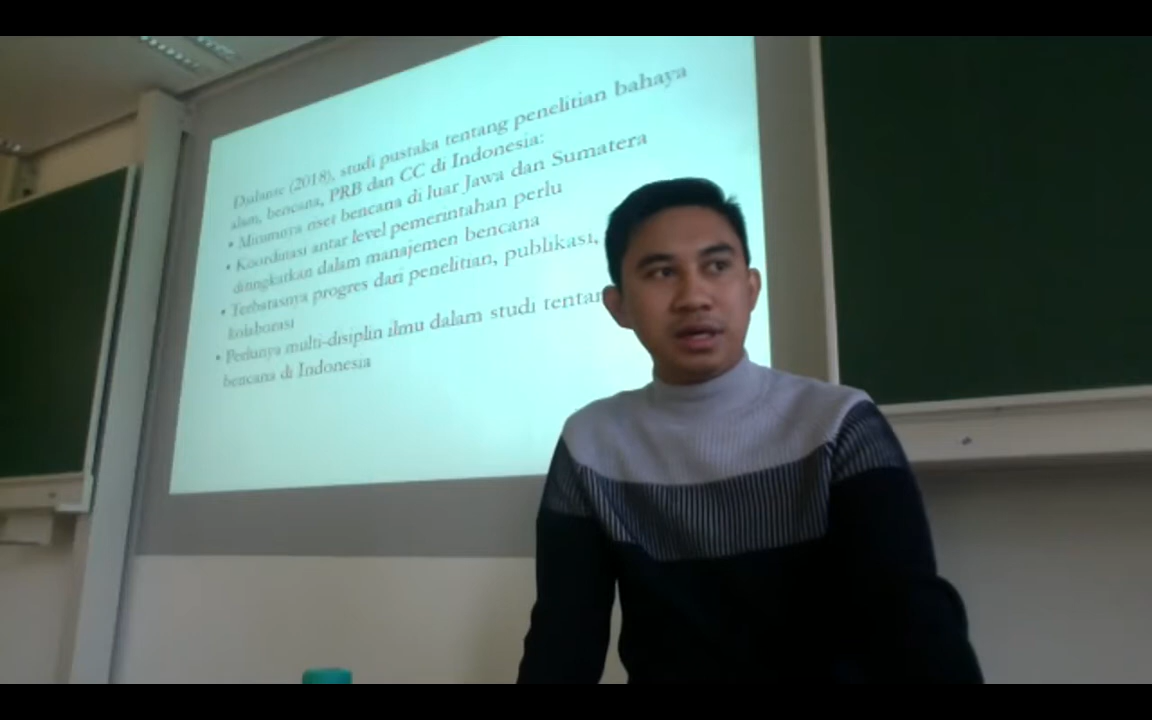 Djalante (2018), studi pustaka tentang penelitian bahaya
alam, bencana, PRB dan CC di Indonesia:
• Minimnya riset bencana di luar Jawa dan Sumatera
• Koordinasi antar level pemerintahan perlu
ditingkatkan dalam manajemen bencana
• Terbatasnya progres dari penelitian, publikasi,
kolaborasi
• Perlunya multi-disiplin ilmu dalam studi
bencana di Indonesia